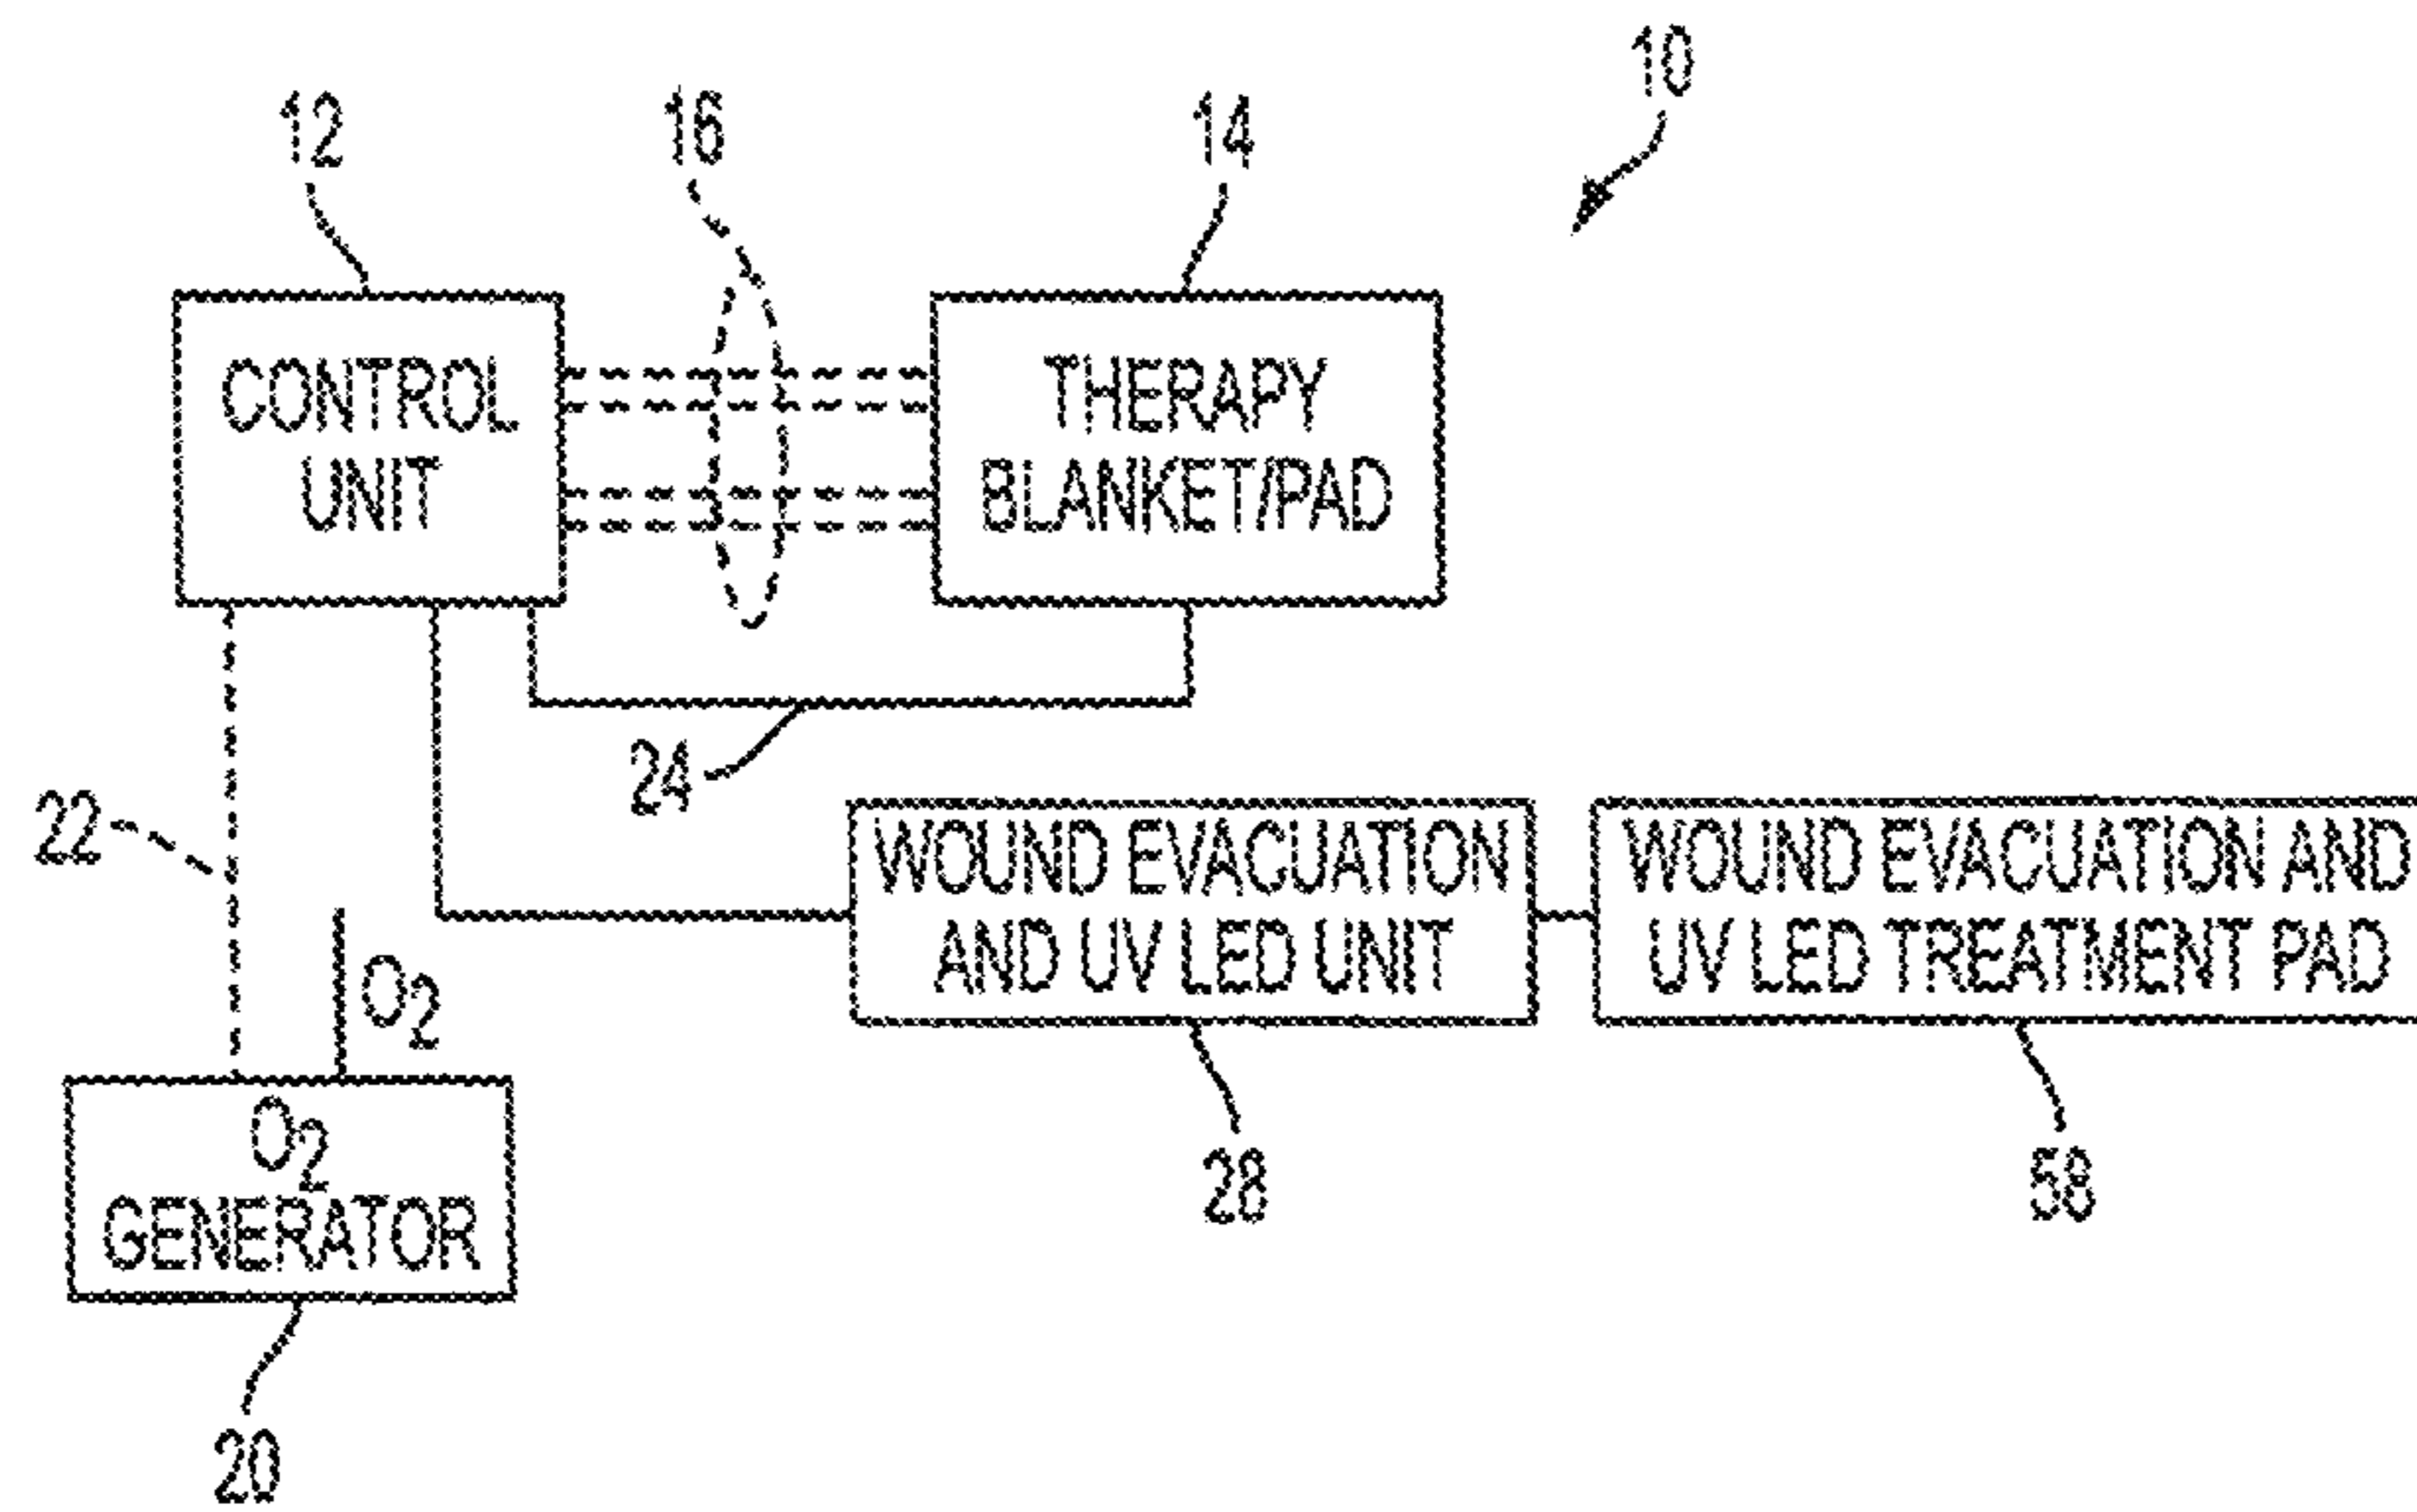 10
12
16
14
CONTROL
UNIT
THERAPY
BLANKET/PAD
24
22
WOUND EVACUATION
AND UV LED UNIT
WOUND EVACUATION AND
UV LED TREATMENT PAD
O2
O2
GENERATOR
28
58
20